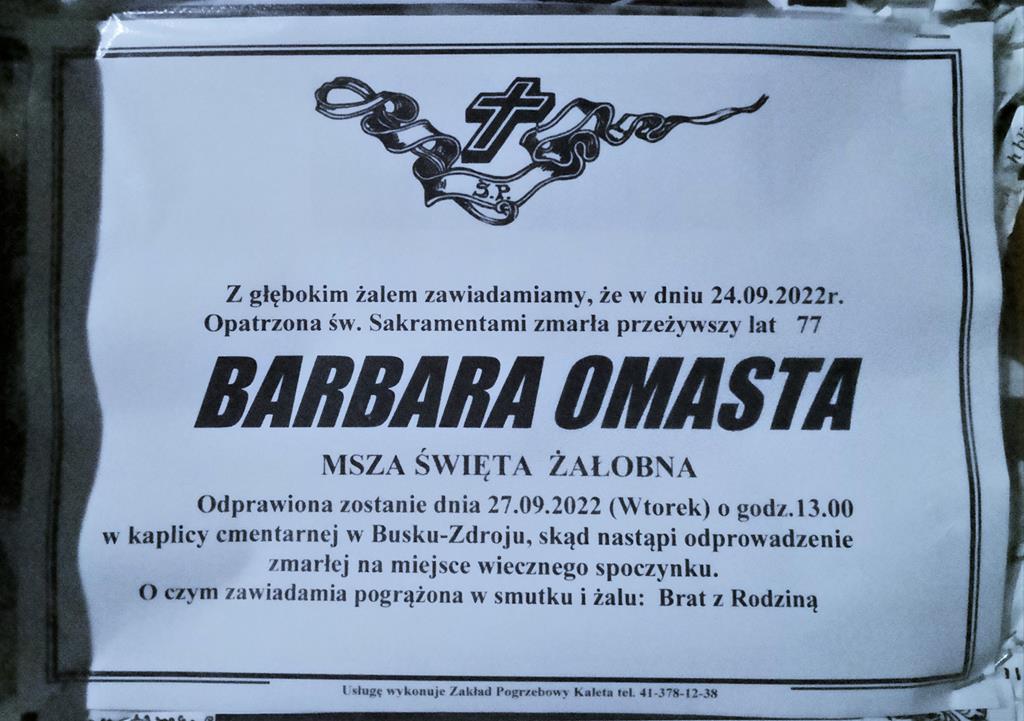 Ś.P.
Z głębokim żalem zawiadamiamy, że w dniu 24.09.2022r.
Opatrzona św. Sakramentami zmarła przeżywszy lat 77
BARBARA OMASTA
MSZA ŚWIĘTA ŻAŁOBNA
Odprawiona zostanie dnia 27.09.2022 (Wtorek) o godz.13.00
w kaplicy cmentarnej w Busku-Zdroju, skąd nastąpi odprowadzenie
zmarłej na miejsce wiecznego spoczynku.
O czym zawiadamia pogrążona w smutku i żalu: Brat z Rodziną
Usługę wykonuje Zakład Pogrzebowy Kaleta tel. 41-378-12-38